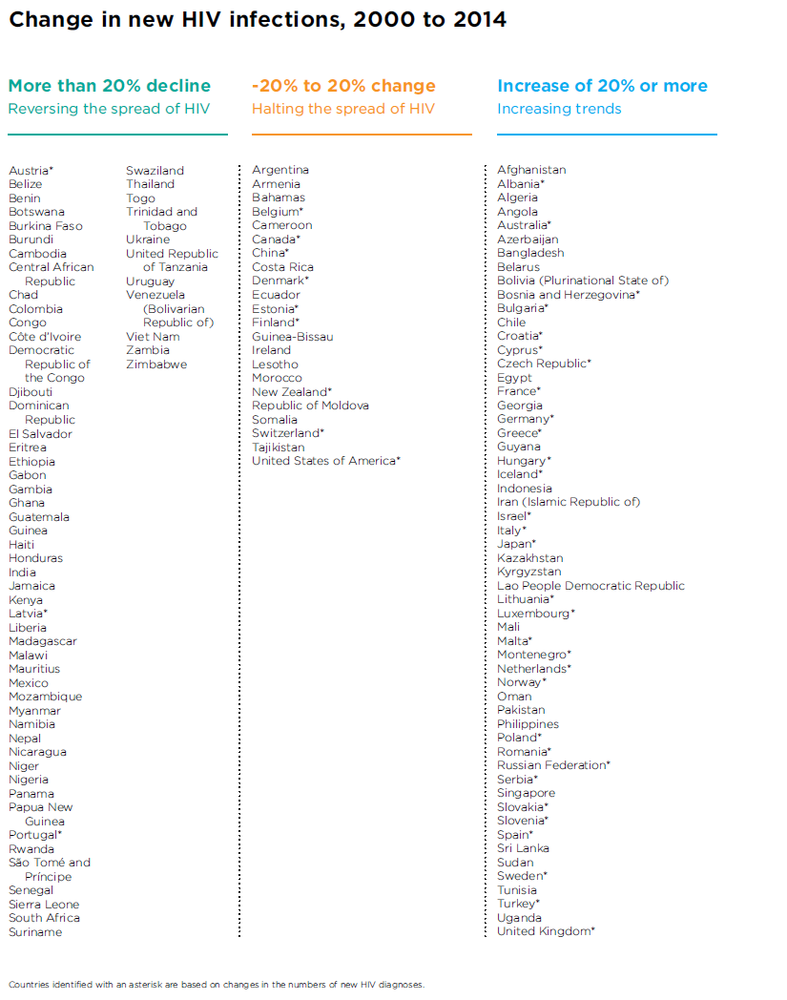 Change in new HIV infections, 2000 to 2014
More than 20% decline
Reversing the spread of HIV
Austria*
Belize
Benin
Botswana
Burkina Faso
Burundi
Cambodia
Central African
Republic
Chad
Colombia
Congo
Côte d'Ivoire
Democratic
Republic of
the Congo
Djibouti
Dominican
Republic
El Salvador
Eritrea
Ethiopia
Gabon
Gambia
Ghana
Guatemala
Guinea
Haiti
Honduras
India
Jamaica
Kenya
Latvia*
Liberia
Madagascar
Malawi
Mauritius
Mexico
Mozambique
Myanmar
Namibia
Nepal
Nicaragua
Niger
Nigeria
Panama
Papua New
Guinea
Portugal*
Rwanda
São Tomé and
Príncipe
Senegal
Sierra Leone
South Africa
Suriname
Swaziland
Thailand
Togo
Trinidad and
Tobago
Ukraine
United Republic
of Tanzania
Uruguay
Venezuela
(Bolivarian
Republic of)
Viet Nam
Zambia
Zimbabwe
-20% to 20% change
Halting the spread of HIV
Argentina
Armenia
Bahamas
Belgium*
Cameroon
Canada*
China*
Costa Rica
Denmark*
Ecuador
Estonia*
Finland*
Guinea-Bissau
Ireland
Lesotho
Morocco
New Zealand*
Republic of Moldova
Somalia
Switzerland*
Tajikistan
United States of America*
Increase of 20% or more
Increasing trends
Afghanistan
Albania*
Algeria
Angola
Australia*
Azerbaijan
Bangladesh
Belarus
Bolivia (Plurinational State of)
Bosnia and Herzegovina*
Bulgaria*
Chile
Croatia*
Cyprus*
Czech Republic*
Egypt
France*
Georgia
Germany*
Greece*
Guyana
Hungary*
Iceland*
Indonesia
Iran (Islamic Republic of)
Israel*
Italy*
Japan*
Kazakhstan
Kyrgyzstan
Lao People Democratic Republic
Lithuania*
Luxembourg*
Mali
Malta*
Montenegro*
Netherlands*
Norway*
Oman
Pakistan
Philippines
Poland*
Romania*
Russian Federation*
Serbia*
Singapore
Slovakia*
Slovenia*
Spain*
Sri Lanka
Sudan
Sweden*
Tunisia
Turkey*
Uganda
United Kingdom*
Countries identified with an asterisk are based on changes in the numbers of new HIV diagnoses.